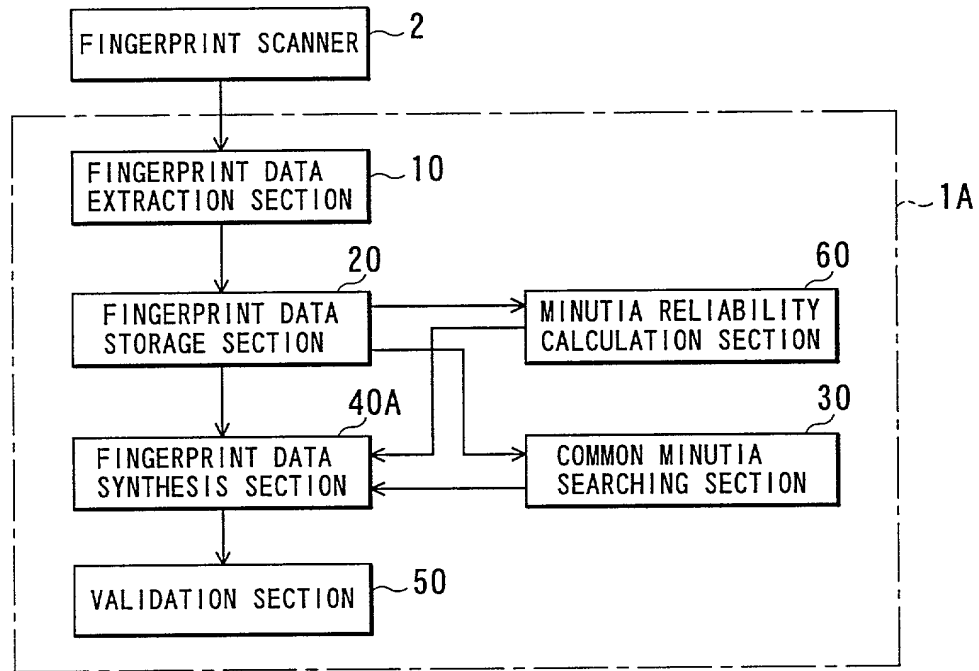 FINGERPRINT SCANNER
2
FINGERPRINT DATA
EXTRACTION SECTION
10
1A
20
FINGERPRINT DATA
STORAGE SECTION
60
MINUTIA RELIABILITY
CALCULATION SECTION
40A
FINGERPRINT DATA
SYNTHESIS SECTION
30
COMMON MINUTIA
SEARCHING SECTION
VALIDATION SECTION
50